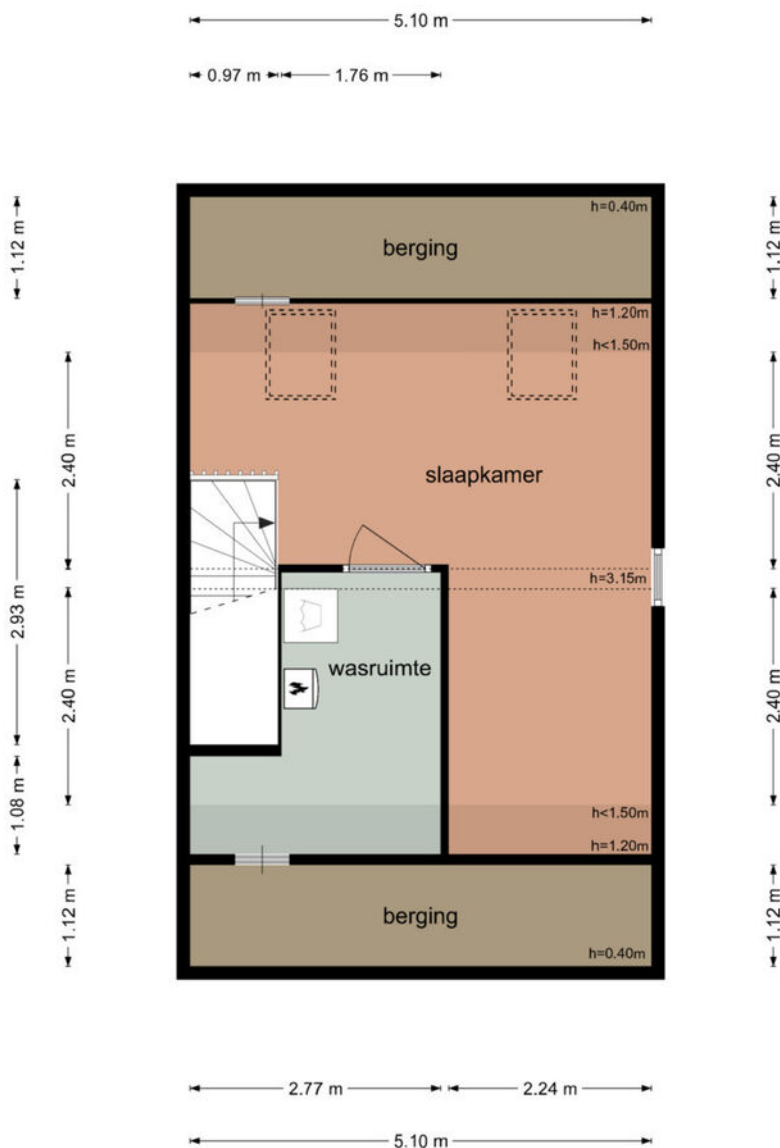 5.10 m
0.97 m
1.76 m
1.12 m
h=0.40m
1.12 m
berging
h=1.20m
h<1.50m
2.40 m
2.40 m
slaapkamer
2.93 m
h=3.15m
wasruimte
2.40 m
2.40 m
1.08 m
h<1.50m
h=1.20m
1.12 m
berging
1.12 m
h=0.40m
2.77 m
2.24 m
5.10 m